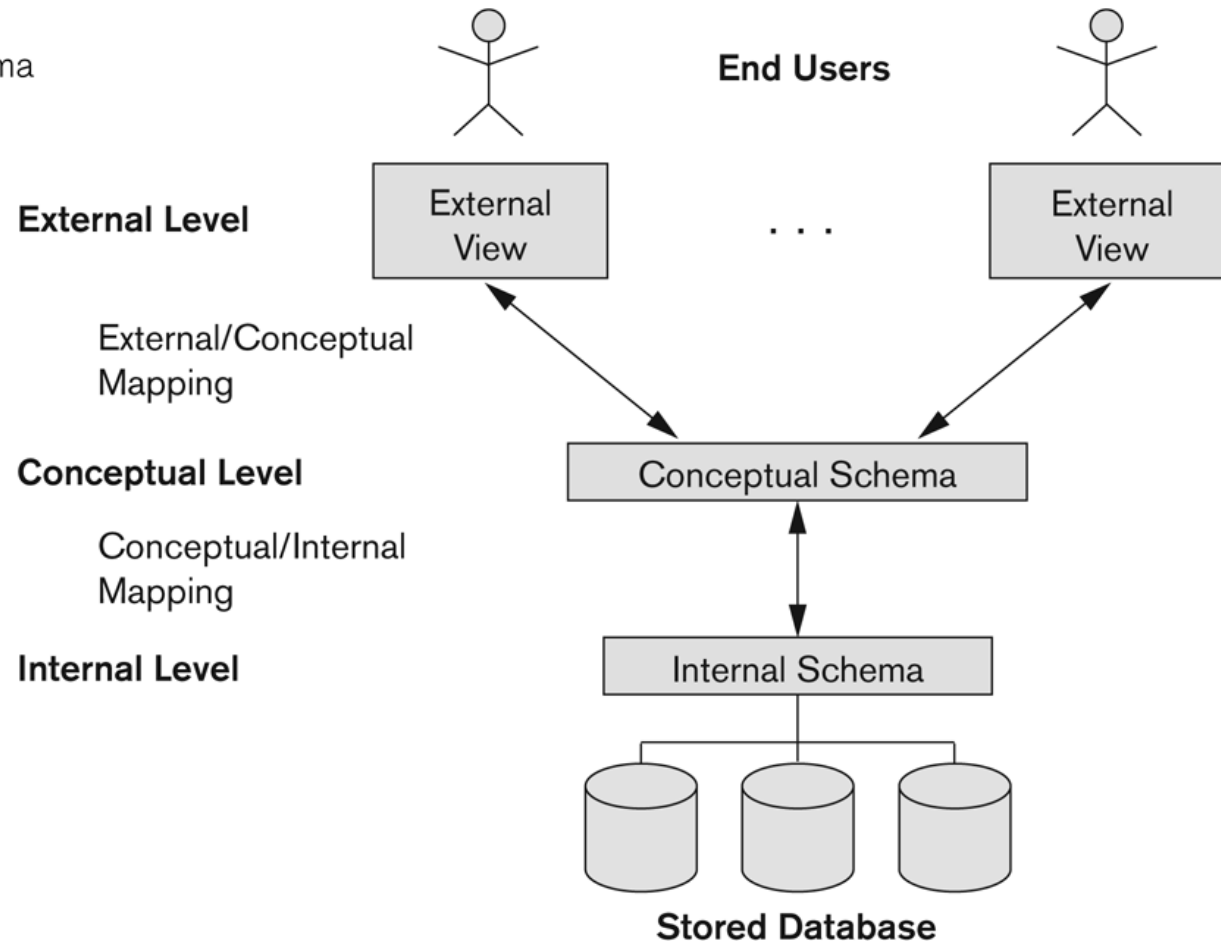 End Users
External Level
External
View
. . .
External
View
External/Conceptual
Mapping
Conceptual Level
Conceptual Schema
Conceptual/Internal
Mapping
Internal Level
Internal Schema
Stored Database